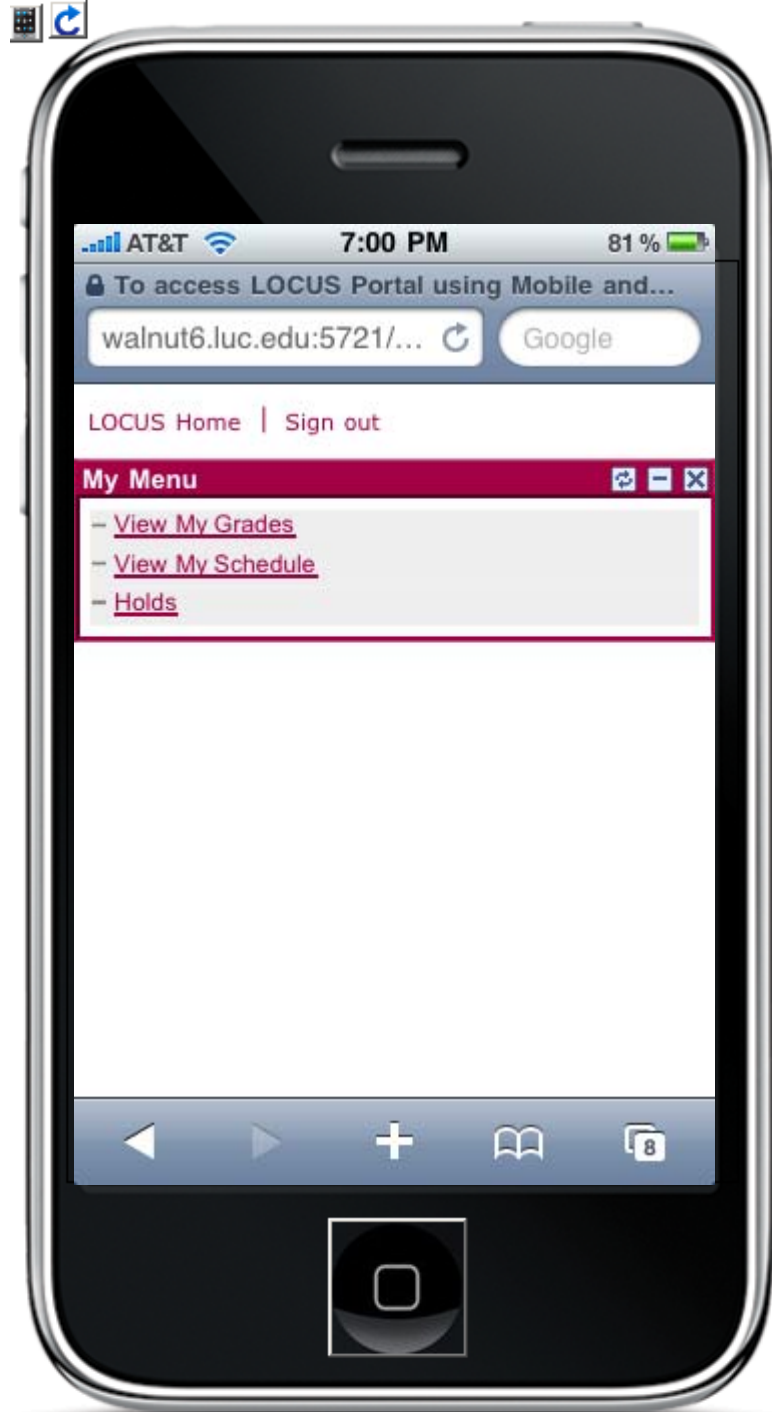 AT&T 7:00 PM 81 %
To access LOCUS Portal using Mobile and...
walnut6.luc.edu:5721/... Google
LOCUS Home | Sign out
My Menu
– View My Grades
– View My Schedule
– Holds
8